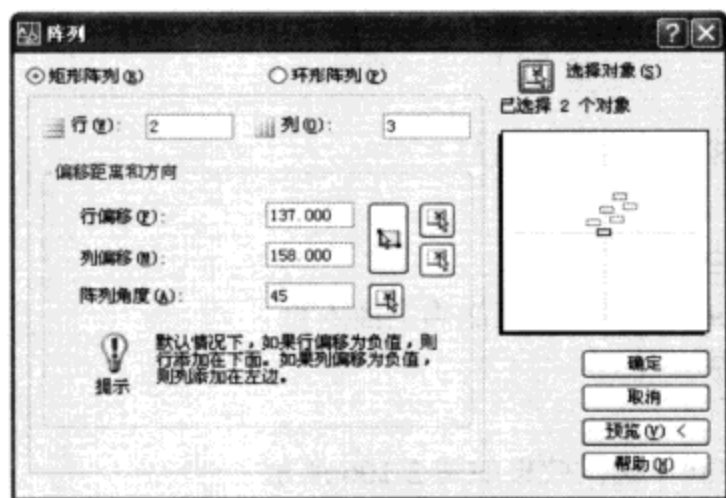 阵列
矩形阵列(R)
环形阵列(P)
选择对象(S)
已选择 2 个对象
行(W): 2
列(O): 3
偏移距离和方向
行偏移(F): 137.000
列偏移(M): 158.000
阵列角度(A): 45
提示
默认情况下，如果行偏移为负值，则
行添加在下面。如果列偏移为负值，
则列添加在左边。
确定
取消
预览(V) <
帮助(H)